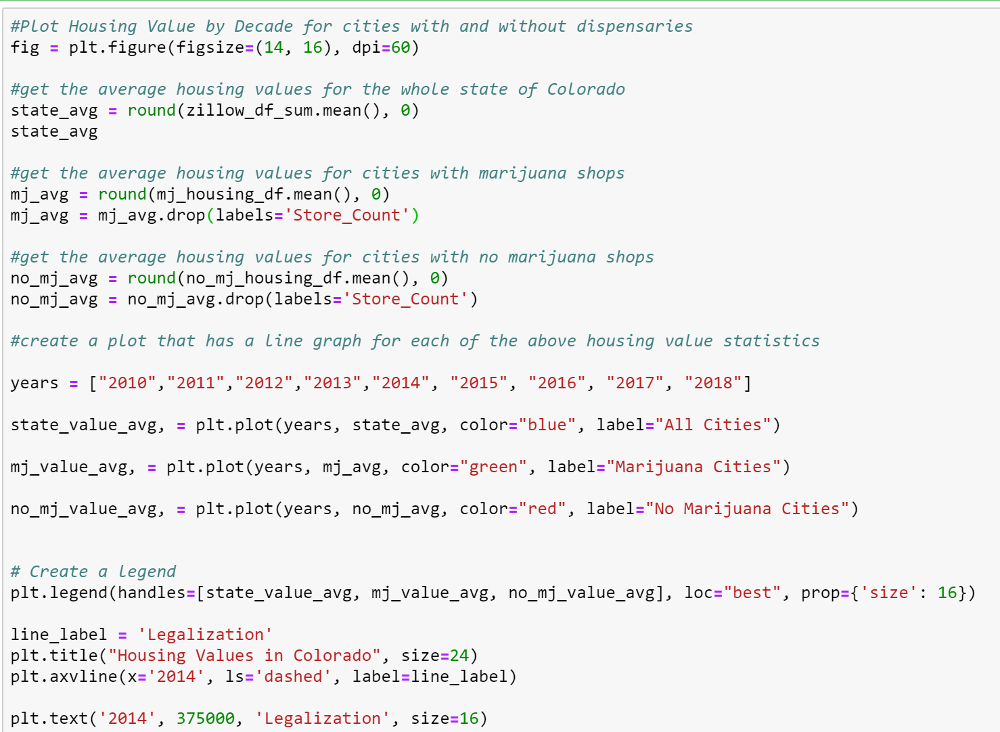 #Plot Housing Value by Decade for cities with and without dispensaries
fig = plt.figure(figsize=(14, 16), dpi=60)
#get the average housing values for the whole state of Colorado
state_avg = round(zillow_df_sum.mean(), 0)
state_avg
#get the average housing values for cities with marijuana shops
mj_avg = round(mj_housing_df.mean(), 0)
mj_avg = mj_avg.drop(labels='Store_Count')
#get the average housing values for cities with no marijuana shops
no_mj_avg = round(no_mj_housing_df.mean(), 0)
no_mj_avg = no_mj_avg.drop(labels='Store_Count')
#create a plot that has a line graph for each of the above housing value statistics
years = ["2010","2011","2012","2013","2014", "2015", "2016", "2017", "2018"]
state_value_avg, = plt.plot(years, state_avg, color="blue", label="All Cities")
mj_value_avg, = plt.plot(years, mj_avg, color="green", label="Marijuana Cities")
no_mj_value_avg, = plt.plot(years, no_mj_avg, color="red", label="No Marijuana Cities")
# Create a legend
plt.legend(handles=[state_value_avg, mj_value_avg, no_mj_value_avg], loc="best", prop={'size': 16})
line_label = 'Legalization'
plt.title("Housing Values in Colorado", size=24)
plt.axvline(x='2014', ls='dashed', label=line_label)
plt.text('2014', 375000, 'Legalization', size=16)